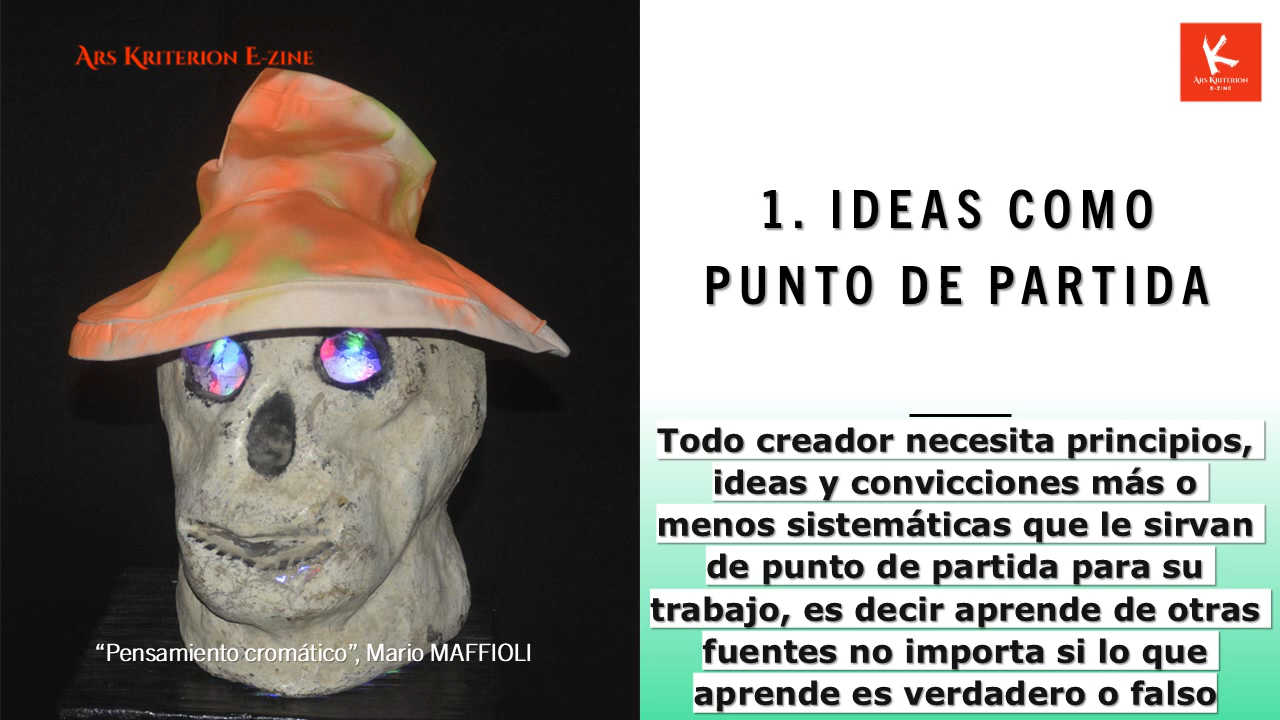 ARS KRITERION E-ZINE
“Pensamiento cromático”, Mario MAFFIOLI
K
ARS KRITERION
E-ZINE
1. IDEAS COMO
PUNTO DE PARTIDA
Todo creador necesita principios,
ideas y convicciones más o
menos sistemáticas que le sirvan
de punto de partida para su
trabajo, es decir aprende de otras
fuentes no importa si lo que
aprende es verdadero o falso